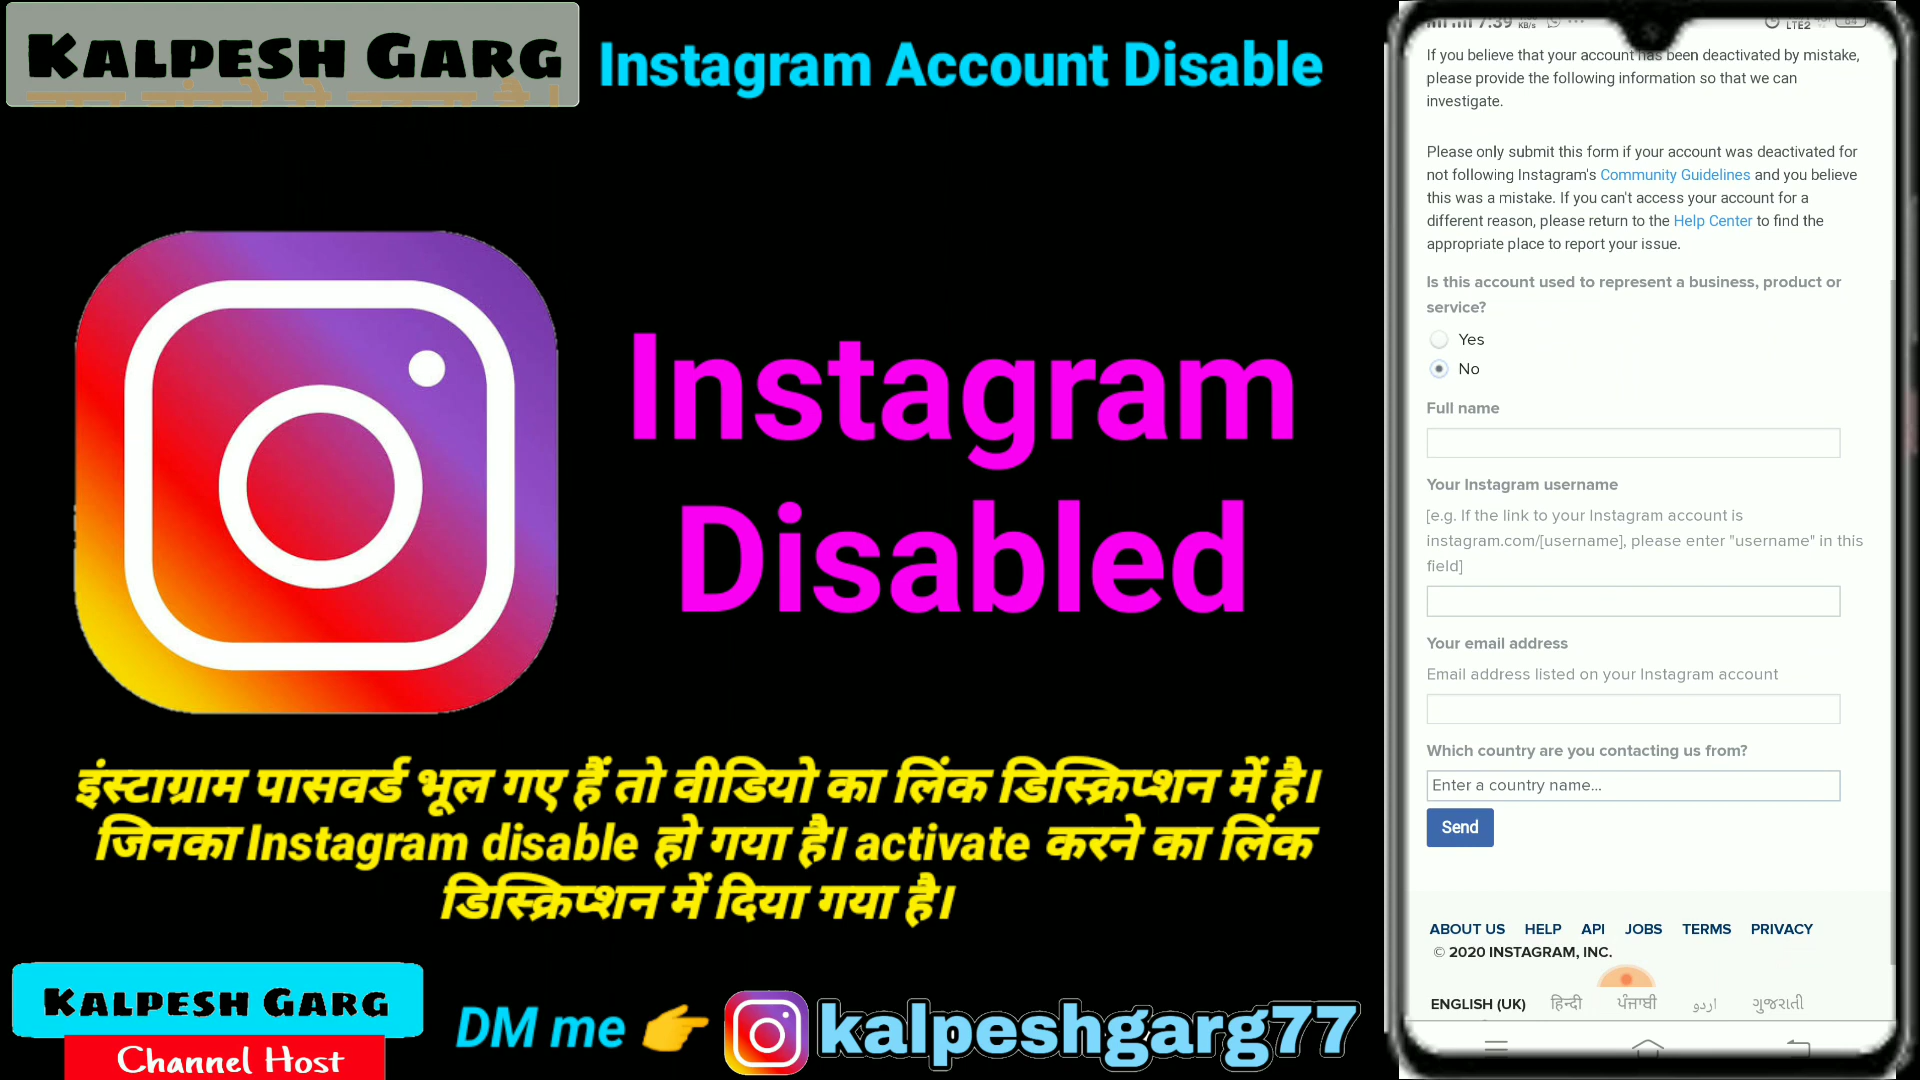 KALPESH GARG
Instagram Account Disable
Instagram
Disabled
इंस्टाग्राम पासवर्ड भूल गए हैं तो वीडियो का लिंक डिस्क्रिप्शन में है।
जिनका Instagram disable हो गया है। activate करने का लिंक
डिस्क्रिप्शन में दिया गया है।
KALPESH GARG
Channel Host
DM me
kalpeshgarg77
7:39
KB/s
LTE2
64
If you believe that your account has been deactivated by mistake,
please provide the following information so that we can
investigate.
Please only submit this form if your account was deactivated for
not following Instagram's Community Guidelines and you believe
this was a mistake. If you can't access your account for a
different reason, please return to the Help Center to find the
appropriate place to report your issue.
Is this account used to represent a business, product or
service?
Yes
No
Full name
Your Instagram username
[e.g. If the link to your Instagram account is
instagram.com/[username], please enter "username" in this
field]
Your email address
Email address listed on your Instagram account
Which country are you contacting us from?
Enter a country name...
Send
ABOUT US HELP API JOBS TERMS PRIVACY
© 2020 INSTAGRAM, INC.
ENGLISH (UK) हिन्दी ਪੰਜਾਬੀ اردو ગુજરાતી